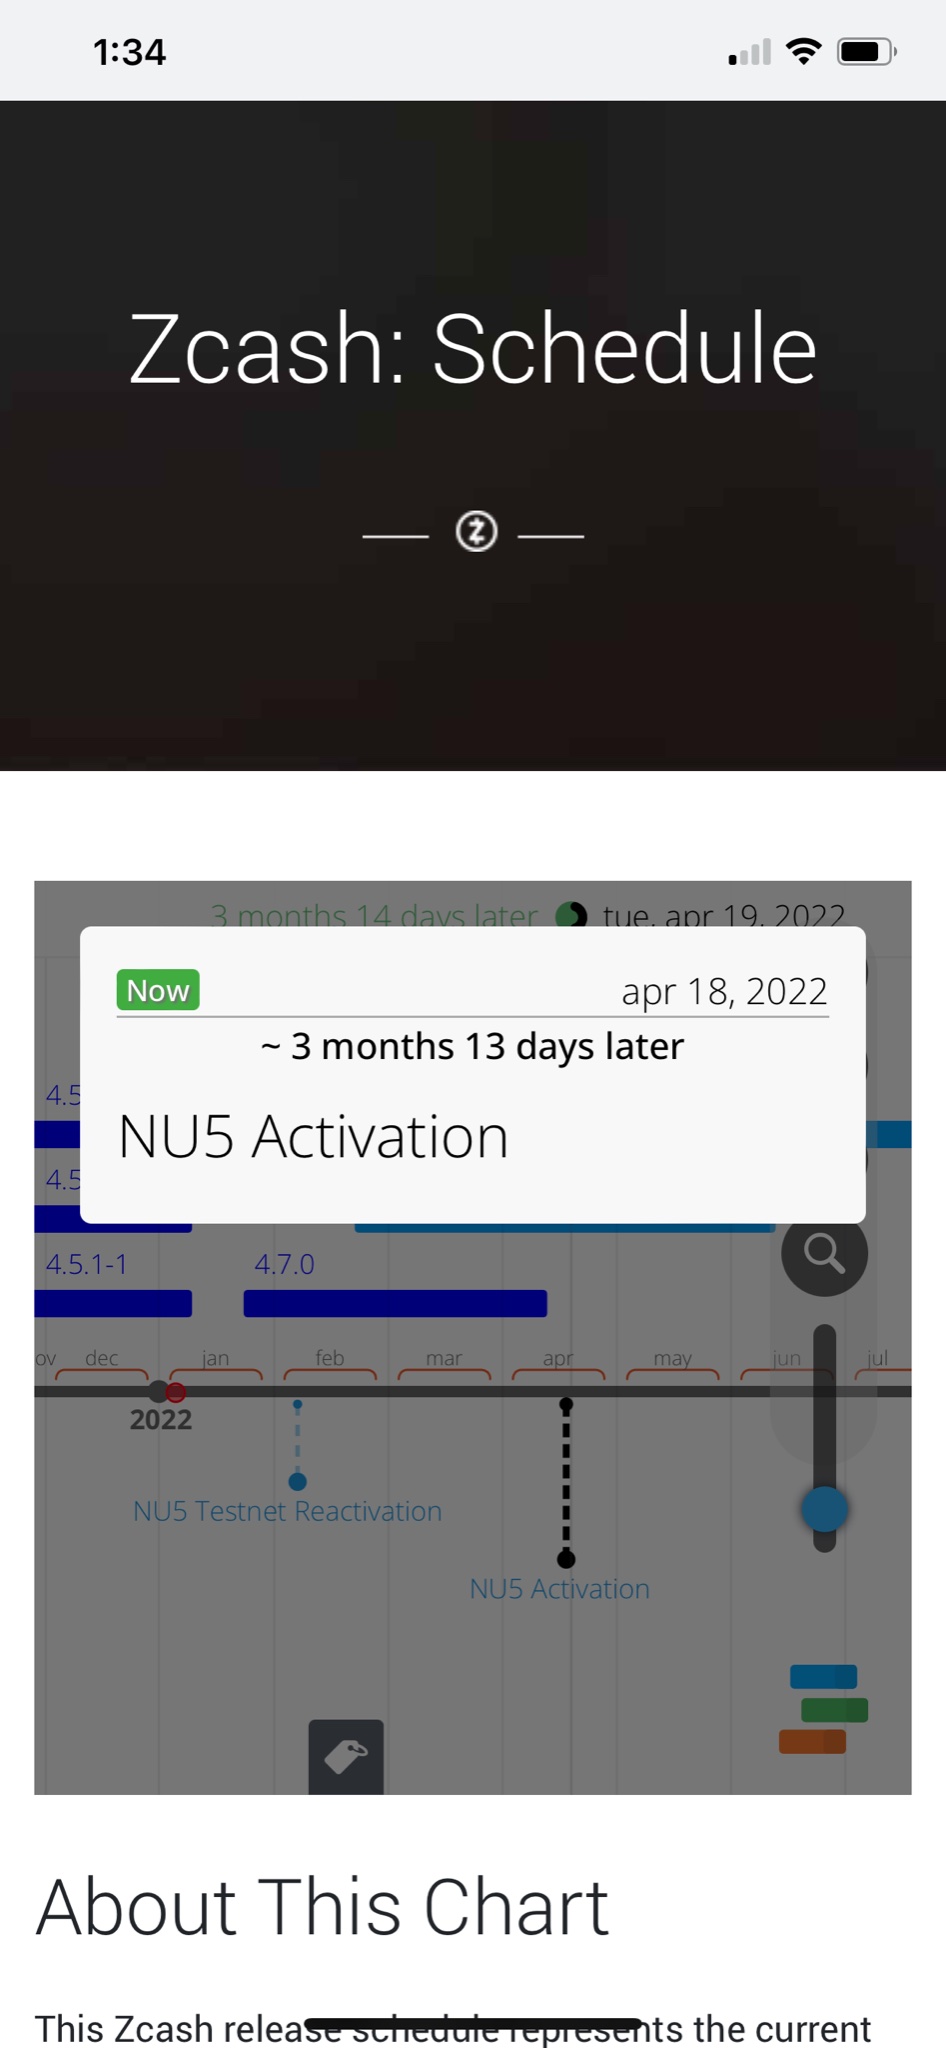 1:34
Zcash: Schedule
3 months 14 days later tue, apr 19, 2022
Now apr 18, 2022
~ 3 months 13 days later
NU5 Activation
4.5
4.5
4.5.1-1 4.7.0
ov dec jan feb mar apr may jun jul
2022
NU5 Testnet Reactivation
NU5 Activation
About This Chart
This Zcash release schedule represents the current